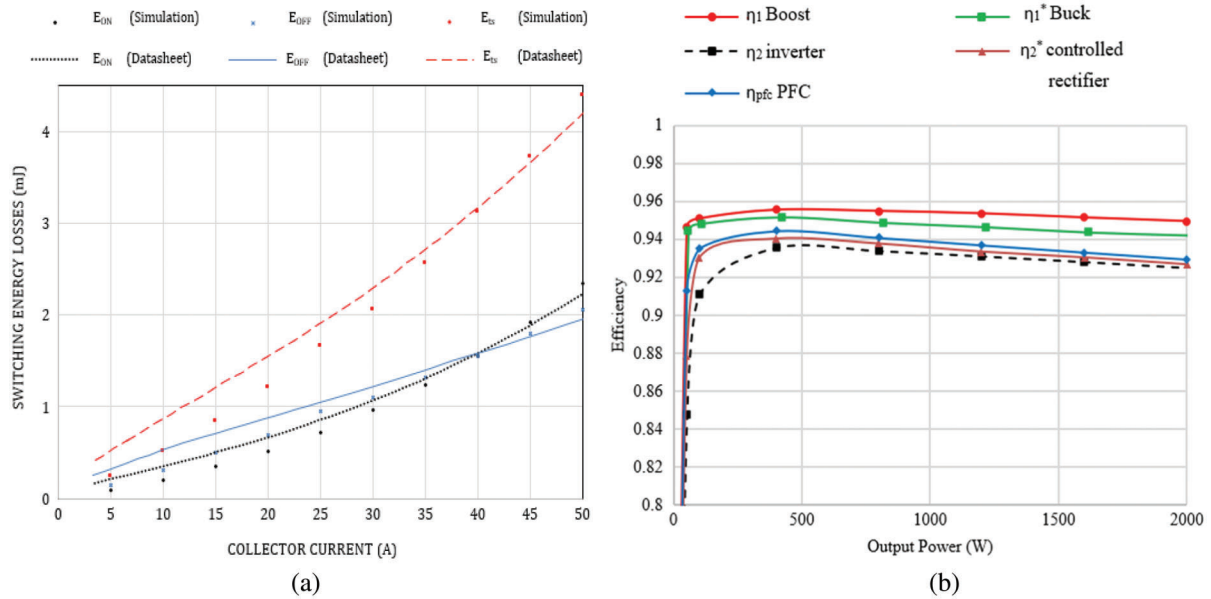 E_ON (Simulation) E_OFF (Simulation) E_ts (Simulation)
E_ON (Datasheet) E_OFF (Datasheet) E_ts (Datasheet)
SWITCHING ENERGY LOSSES (mJ)
4
3
2
1
0
0 5 10 15 20 25 30 35 40 45 50
COLLECTOR CURRENT (A)
(a)
η1 Boost η1* Buck
η2 inverter η2* controlled
rectifier
ηpfc PFC
Efficiency
1
0.98
0.96
0.94
0.92
0.9
0.88
0.86
0.84
0.82
0.8
0 500 1000 1500 2000
Output Power (W)
(b)